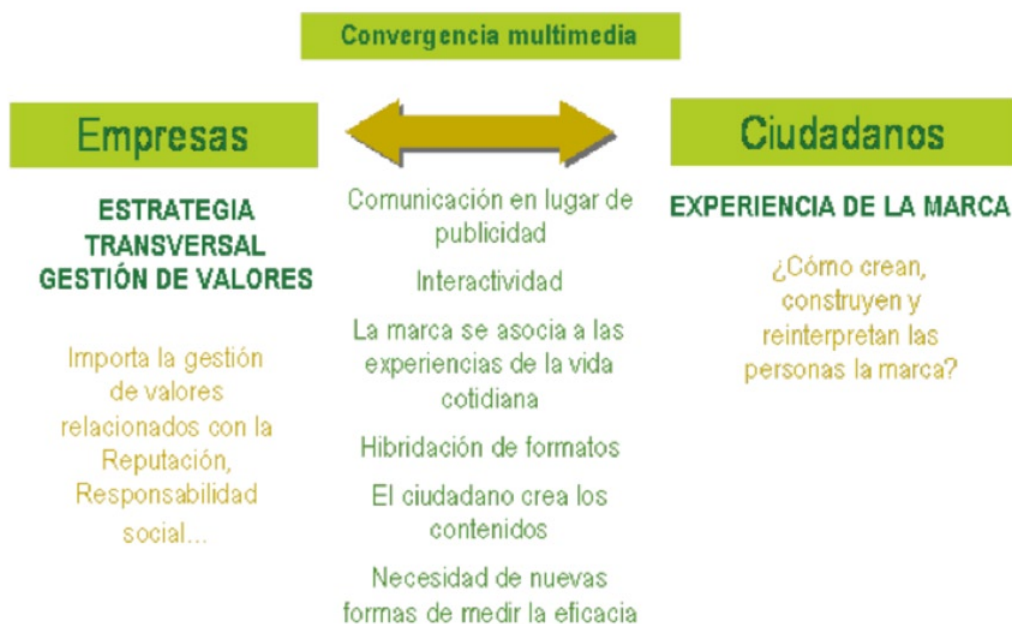 Convergencia multimedia
Empresas
ESTRATEGIA
TRANSVERSAL
GESTIÓN DE VALORES
Importa la gestión
de valores
relacionados con la
Reputación,
Responsabilidad
social...
Comunicación en lugar de
publicidad
Interactividad
La marca se asocia a las
experiencias de la vida
cotidiana
Hibridación de formatos
El ciudadano crea los
contenidos
Necesidad de nuevas
formas de medir la eficacia
Ciudadanos
EXPERIENCIA DE LA MARCA
¿Cómo crean,
construyen y
reinterpretan las
personas la marca?